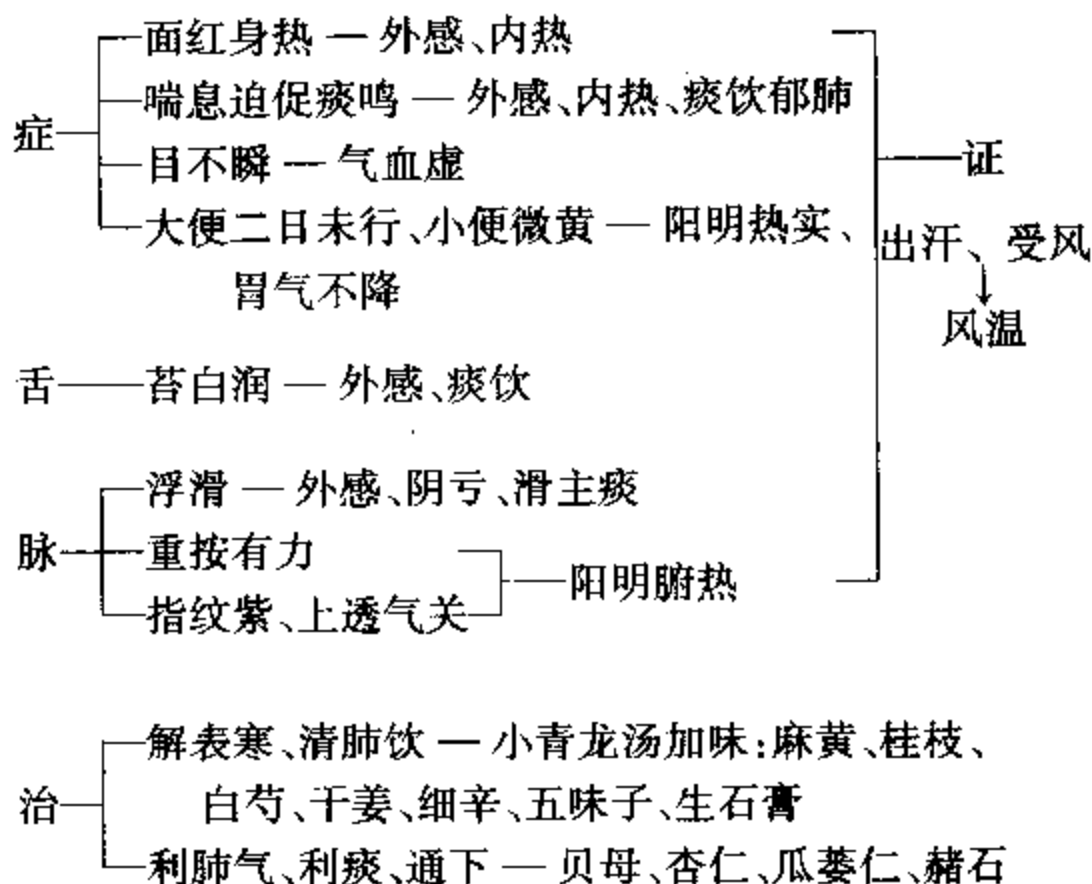 面红身热 — 外感、内热
喘息迫促痰鸣 — 外感、内热、痰饮郁肺
症
目不瞬 — 气血虚
证
大便二日未行、小便微黄 — 阳明热实、
胃气不降
出汗、受风
风温
舌 苔白润 — 外感、痰饮
浮滑 — 外感、阴亏、滑主痰
脉 重按有力
阳明腑热
指纹紫、上透气关
解表寒、清肺饮 — 小青龙汤加味:麻黄、桂枝、
治 白芍、干姜、细辛、五味子、生石膏
利肺气、利痰、通下 — 贝母、杏仁、瓜蒌仁、赭石